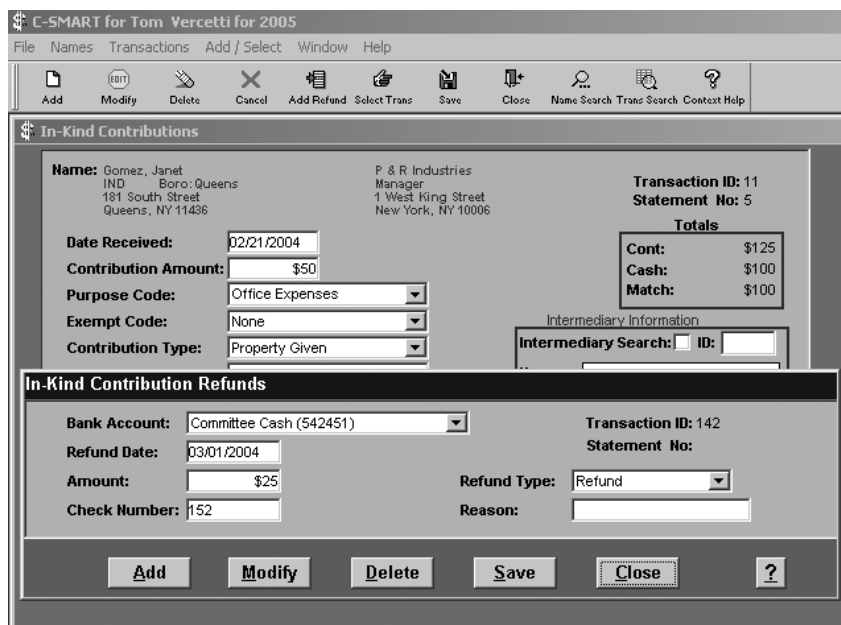 C-SMART for Tom Vercetti for 2005
File Names Transactions Add / Select Window Help
EDIT
Add Modify Delete Cancel Add Refund Select Trans Save Close Name Search Trans Search Context Help
In-Kind Contributions
Name: Gomez, Janet P & R Industries
IND Boro: Queens Manager Transaction ID: 11
181 South Street 1 West King Street Statement No: 5
Queens, NY 11436 New York, NY 10006
Totals
Date Received: 02/21/2004 Cont: $125
Contribution Amount: $50 Cash: $100
Purpose Code: Office Expenses Match: $100
Exempt Code: None Intermediary Information
Contribution Type: Property Given Intermediary Search: ID:
In-Kind Contribution Refunds
Bank Account: Committee Cash (542451) Transaction ID: 142
Refund Date: 03/01/2004 Statement No:
Amount: $25 Refund Type: Refund
Check Number: 152 Reason:
Add Modify Delete Save Close ?